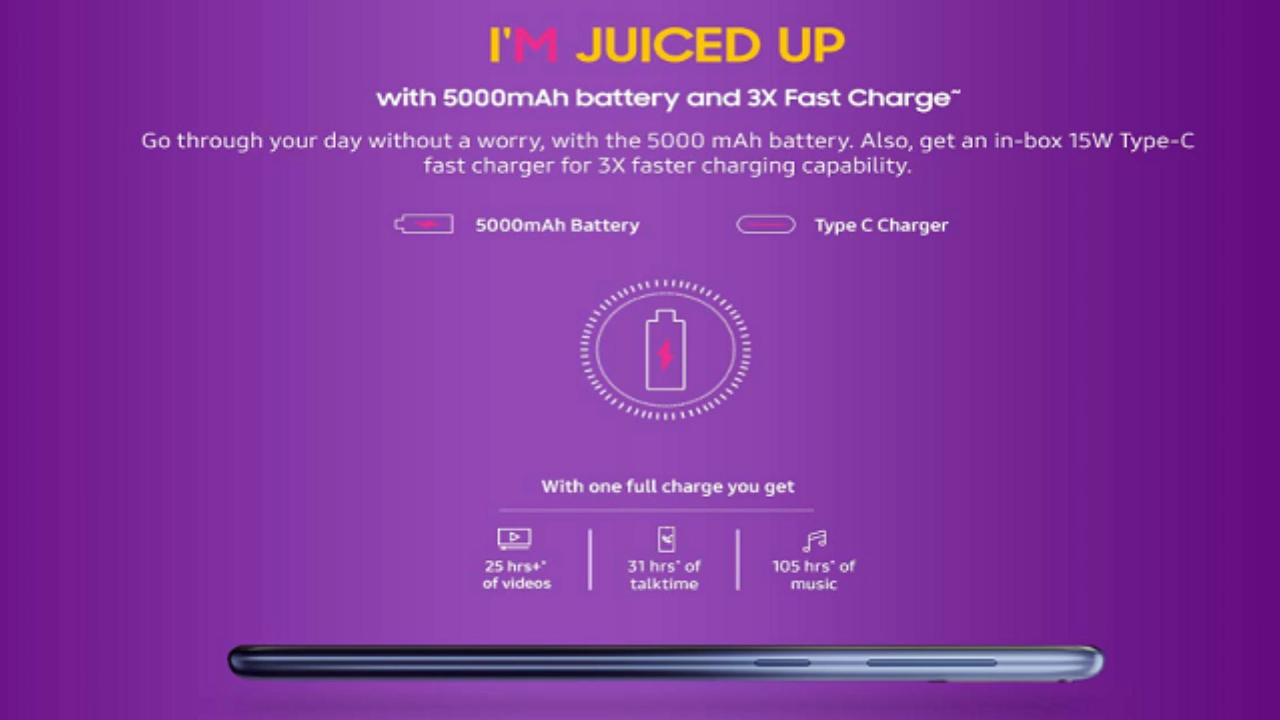 I'M JUICED UP
with 5000mAh battery and 3X Fast Charge~
Go through your day without a worry, with the 5000 mAh battery. Also, get an in-box 15W Type-C
fast charger for 3X faster charging capability.
5000mAh Battery
Type C Charger
With one full charge you get
25 hrs+*
of videos
31 hrs* of
talktime
105 hrs* of
music